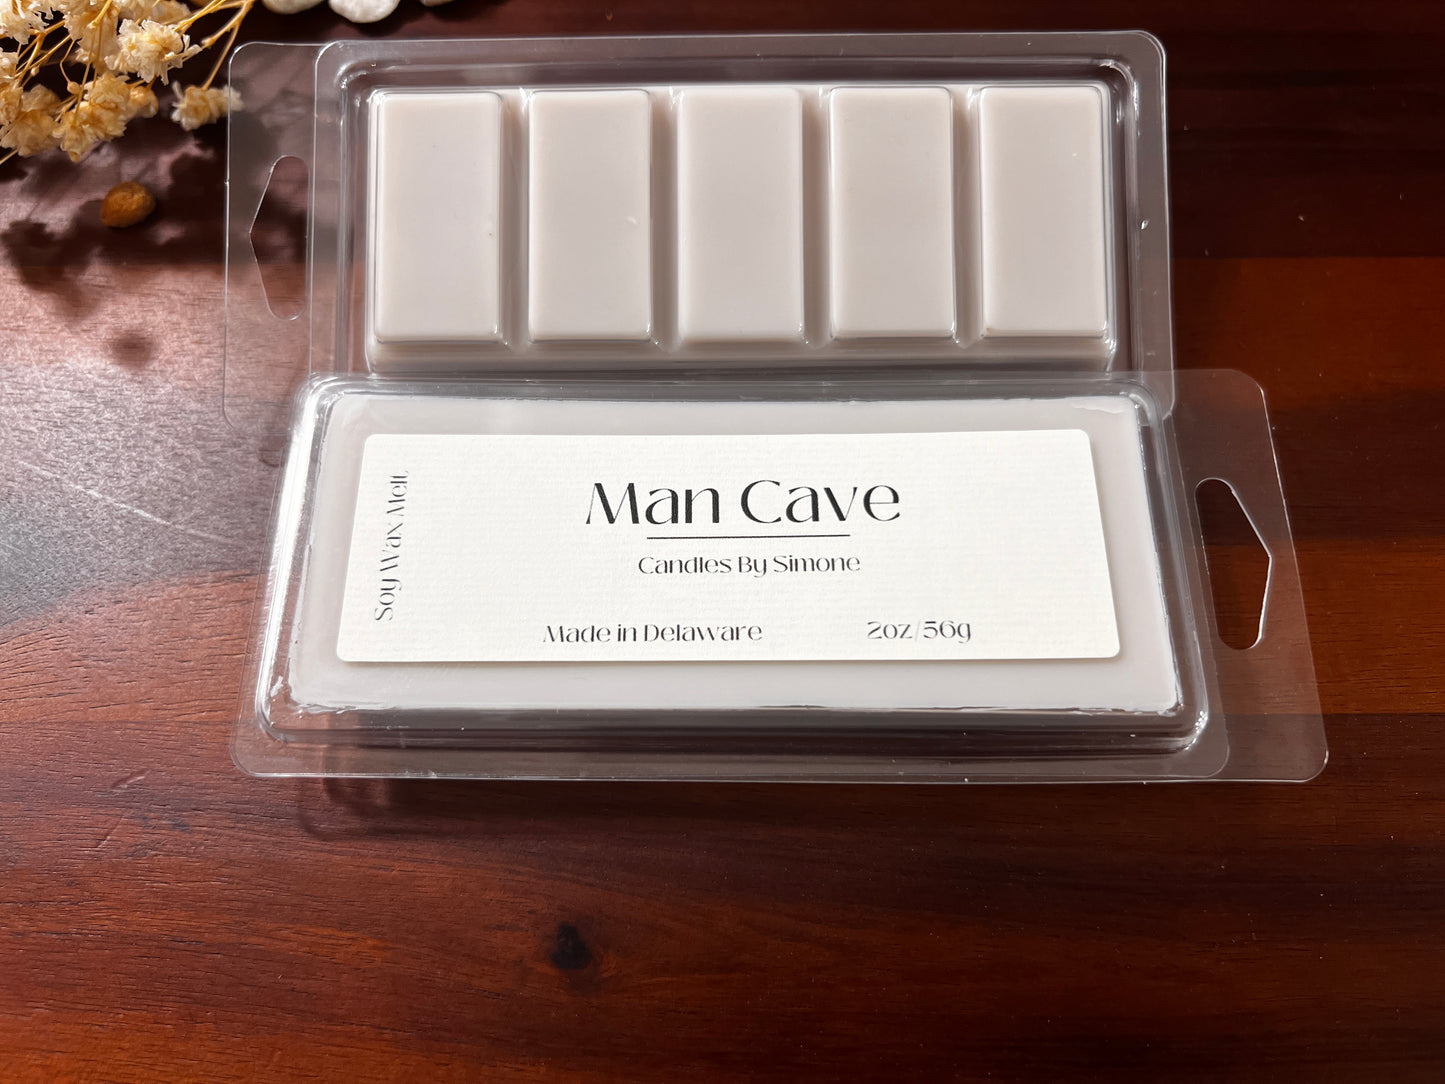 Soy Wax Melt
Man Cave
Candles By Simone
Made in Delaware
2oz/56g